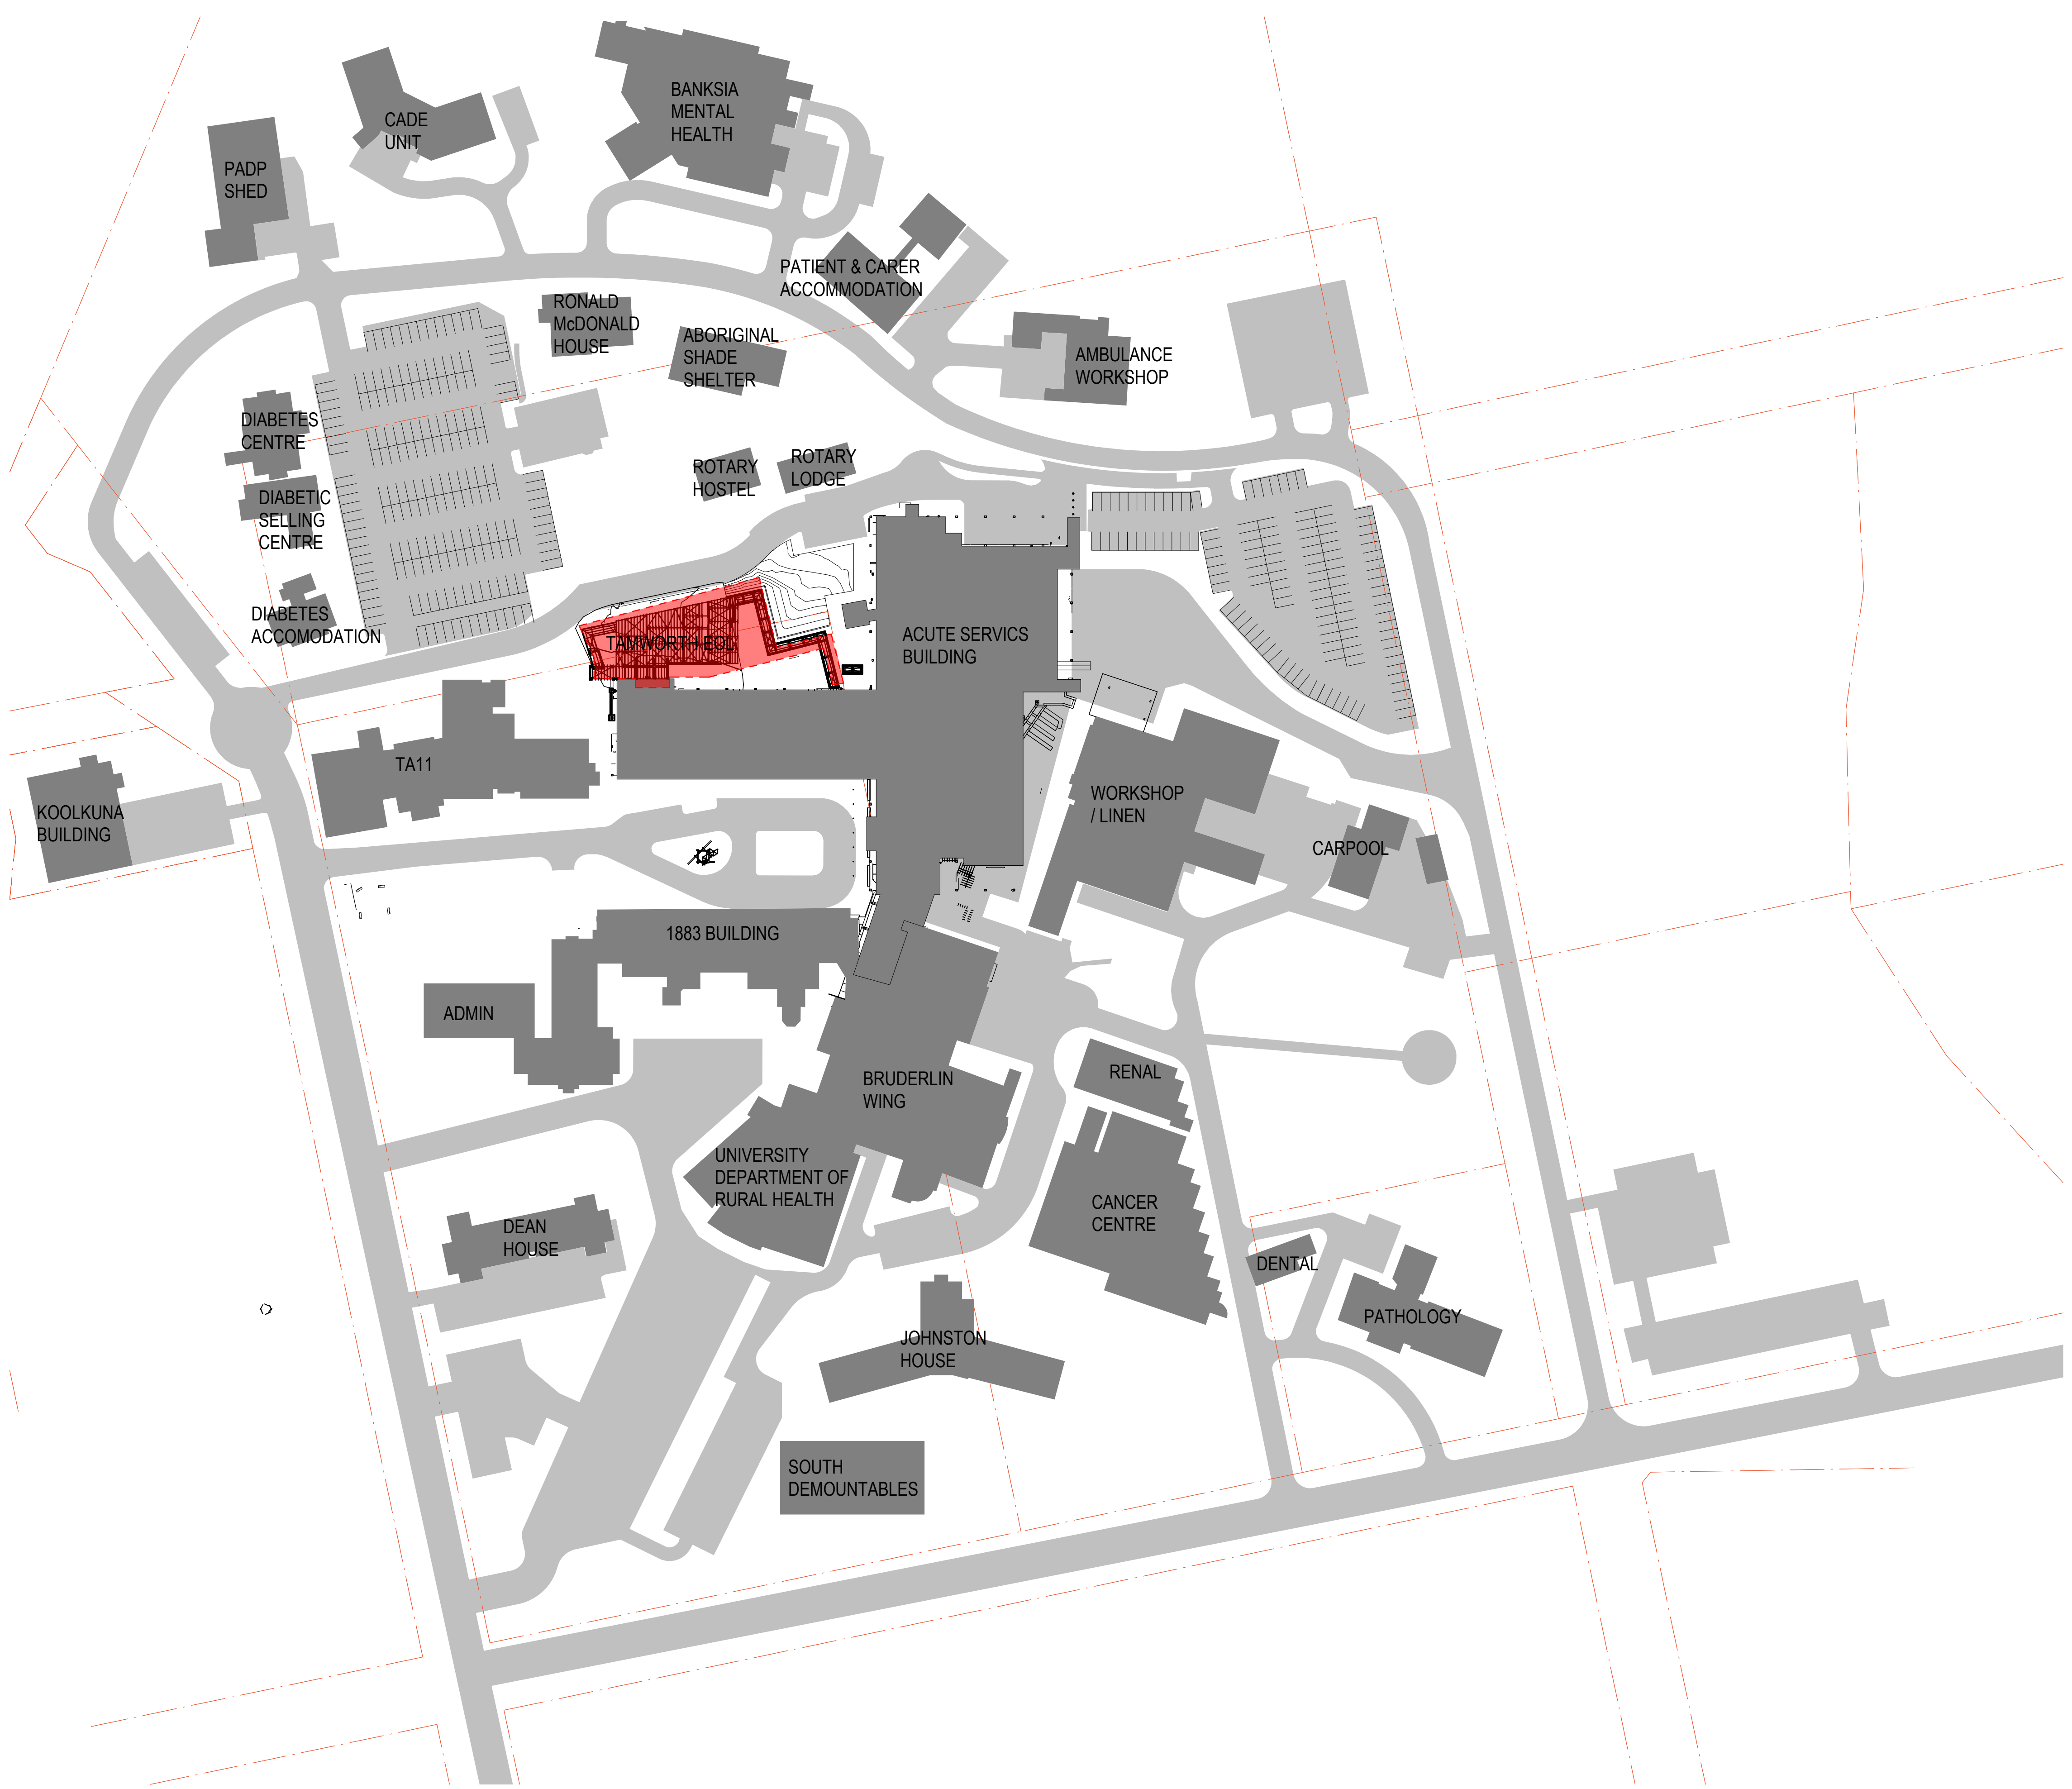 BANKSIA
MENTAL
HEALTH
CADE
UNIT
PADP
SHED
PATIENT & CARER
ACCOMMODATION
RONALD
McDONALD
HOUSE
ABORIGINAL
SHADE
SHELTER
AMBULANCE
WORKSHOP
DIABETES
CENTRE
ROTARY
HOSTEL
ROTARY
LODGE
DIABETIC
SELLING
CENTRE
DIABETES
ACCOMODATION
TAMWORTH EOL
ACUTE SERVICS
BUILDING
TA11
KOOLKUNA
BUILDING
WORKSHOP
/ LINEN
CARPOOL
1883 BUILDING
ADMIN
BRUDERLIN
WING
RENAL
UNIVERSITY
DEPARTMENT OF
RURAL HEALTH
CANCER
CENTRE
DEAN
HOUSE
DENTAL
PATHOLOGY
JOHNSTON
HOUSE
SOUTH
DEMOUNTABLES